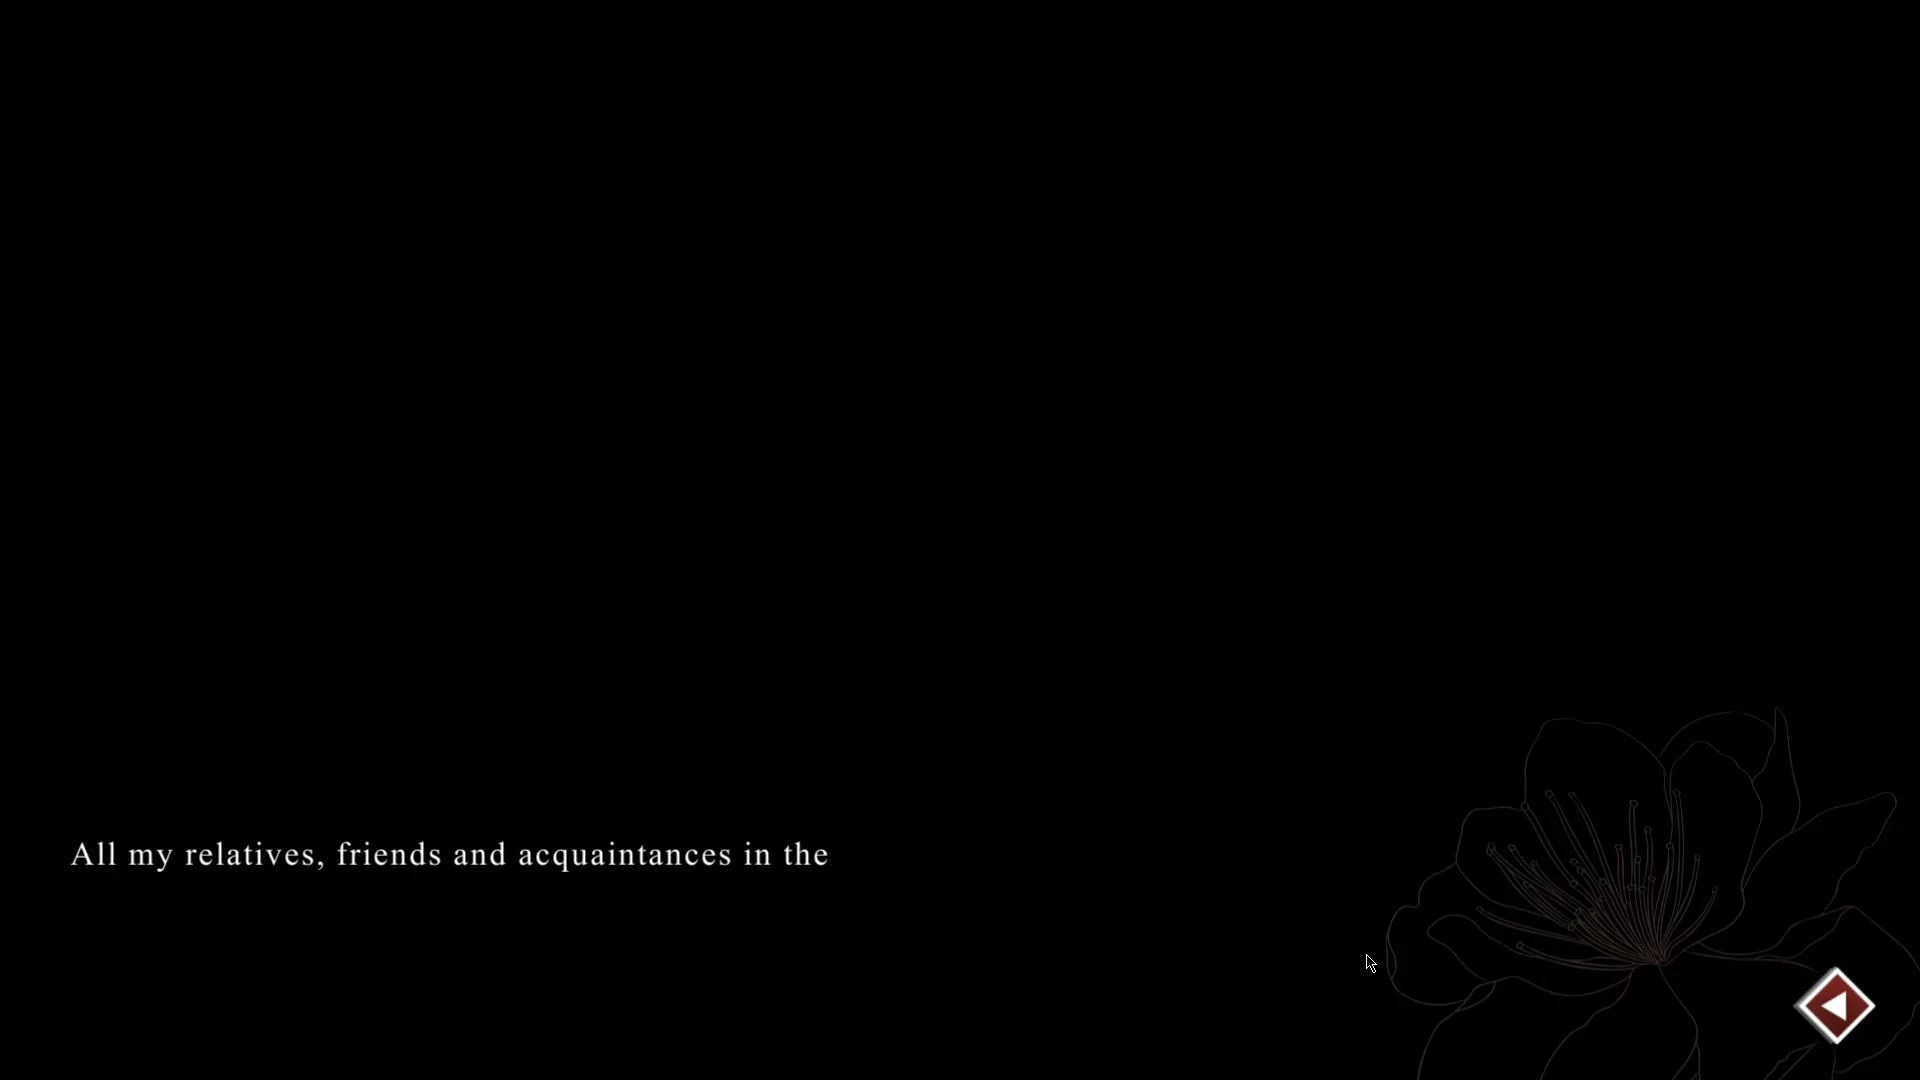 All my relatives, friends and acquaintances in the